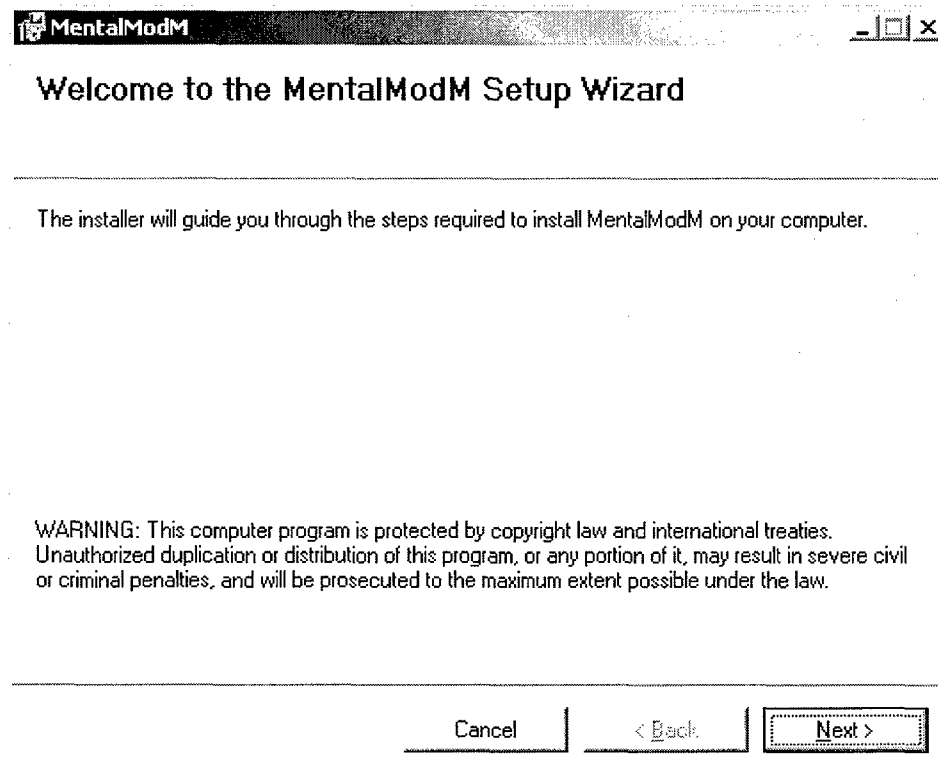 MentalModM
Welcome to the MentalModM Setup Wizard
The installer will guide you through the steps required to install MentalModM on your computer.
WARNING: This computer program is protected by copyright law and international treaties.
Unauthorized duplication or distribution of this program, or any portion of it, may result in severe civil
or criminal penalties, and will be prosecuted to the maximum extent possible under the law.
Cancel < Back Next >